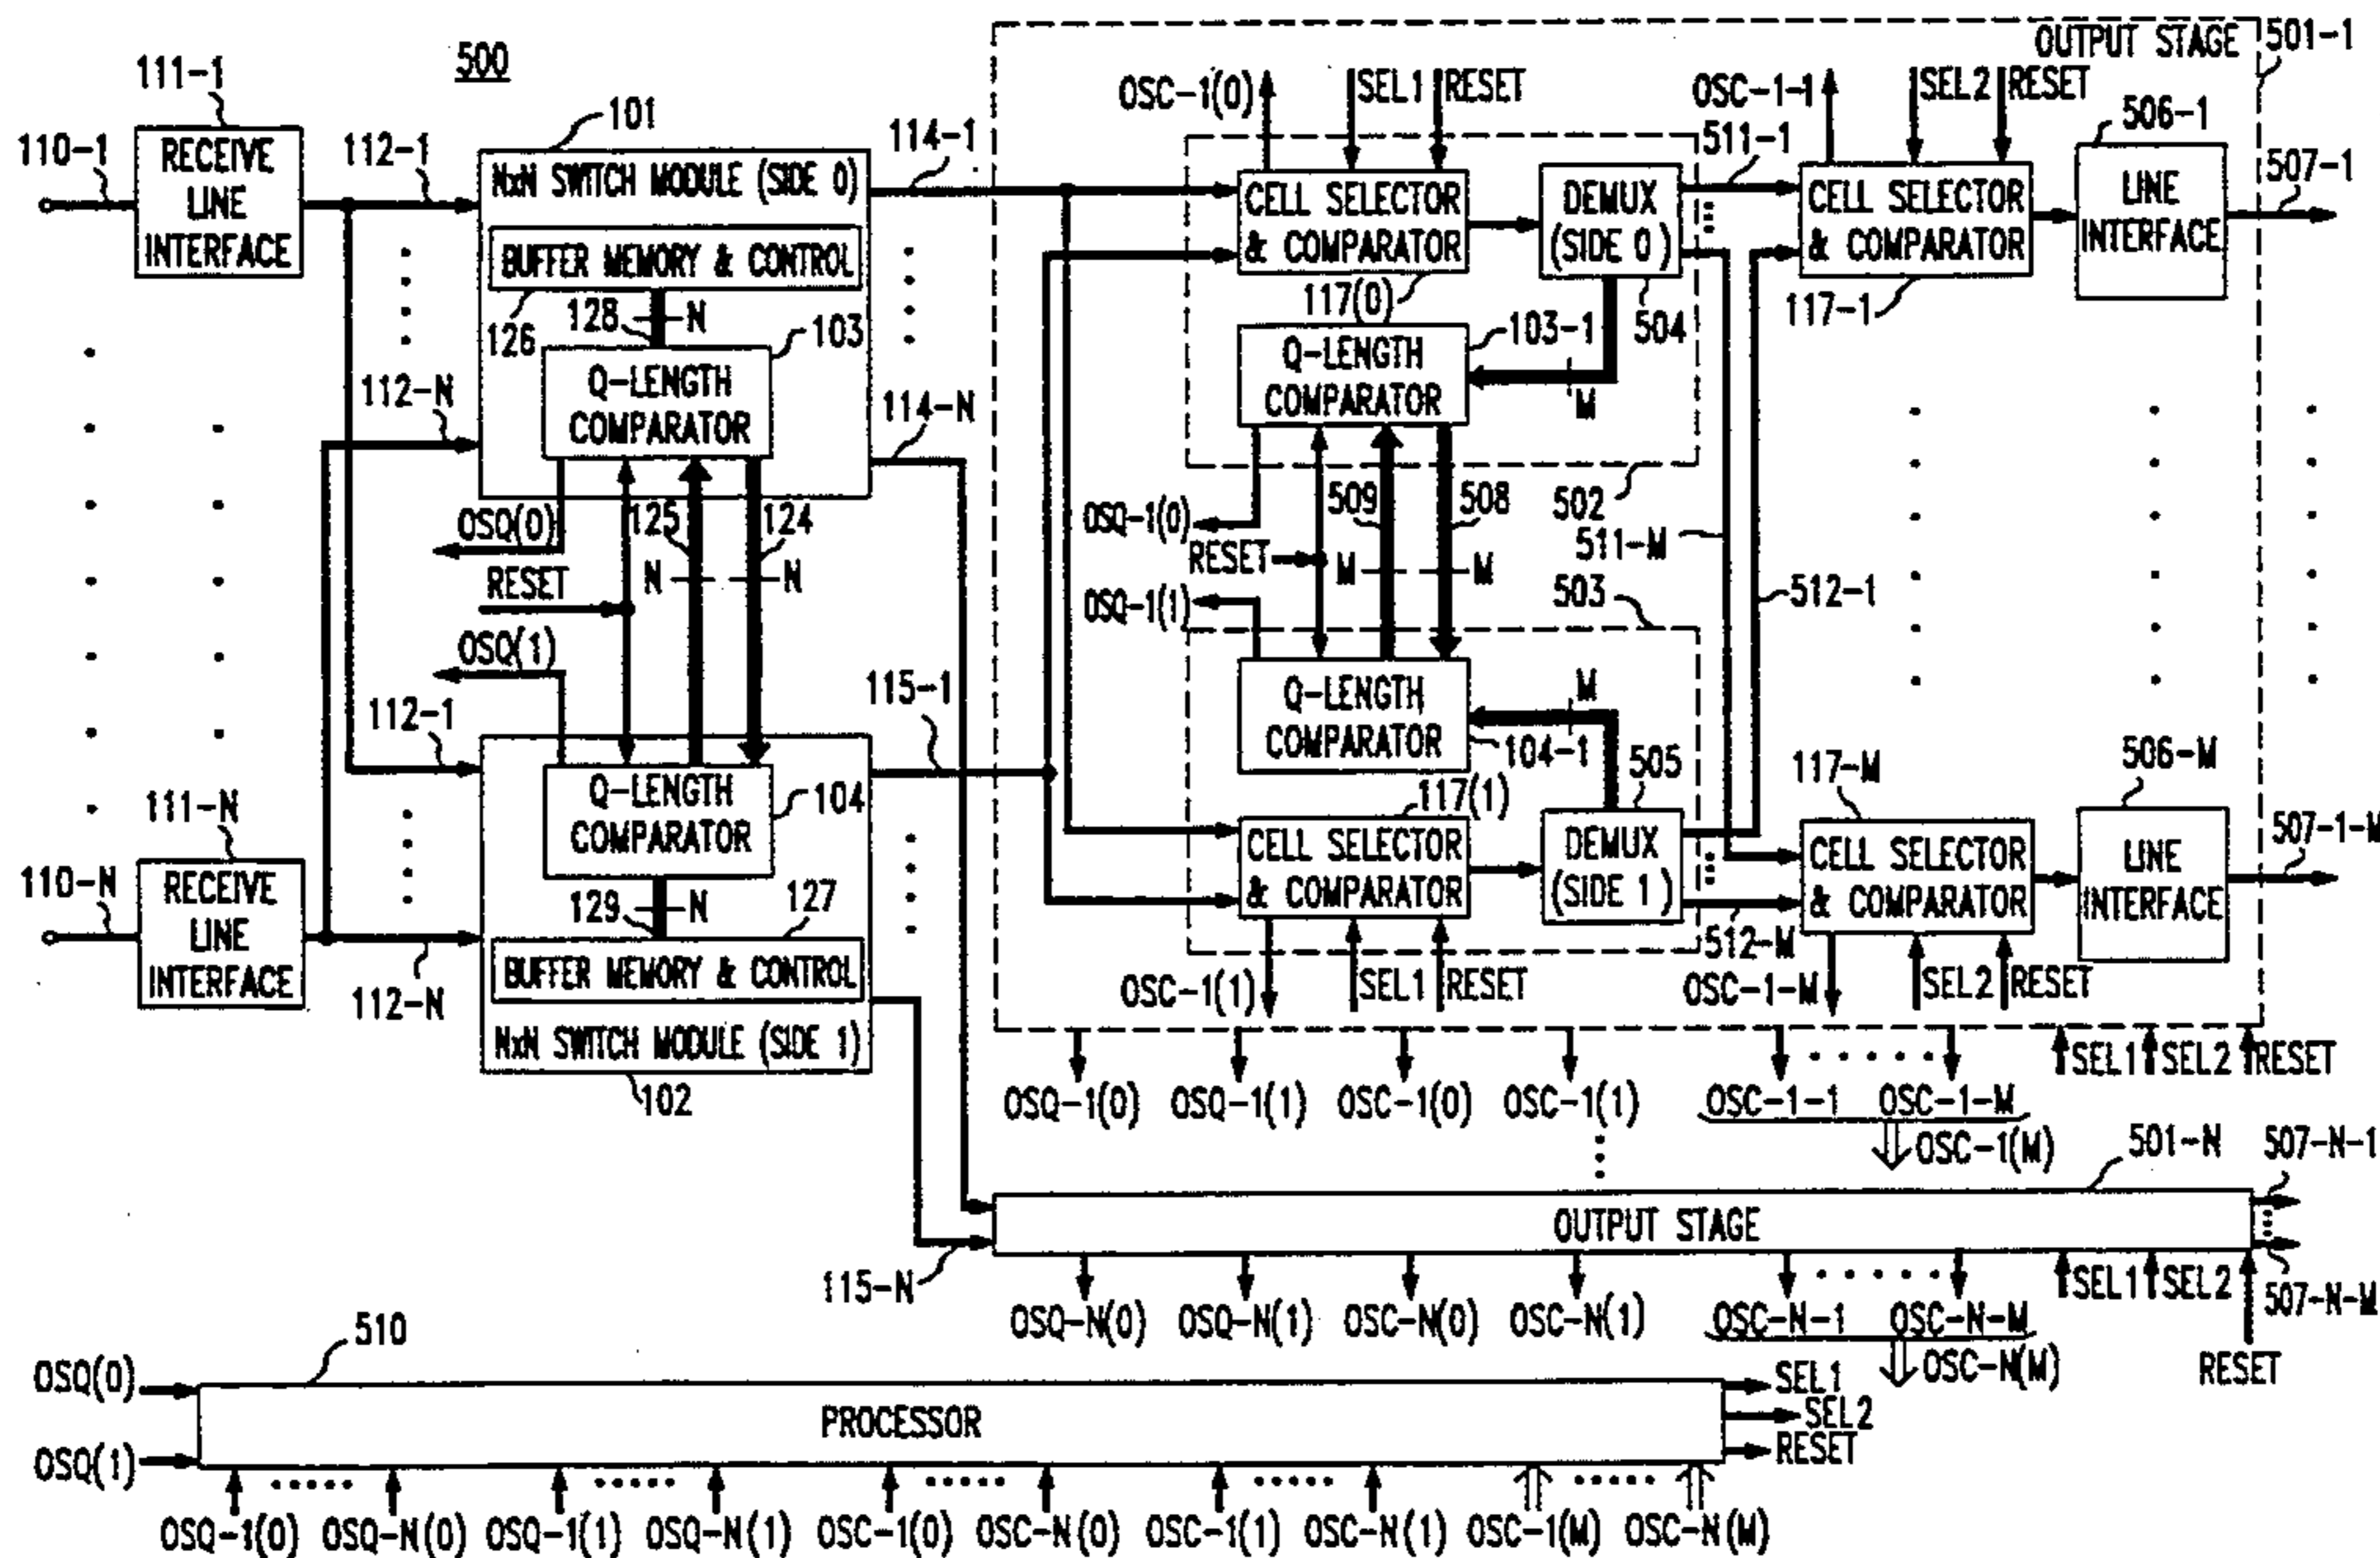 500
OUTPUT STAGE
501-1
111-1
110-1
RECEIVE
LINE
INTERFACE
112-1
101
NxN SWITCH MODULE (SIDE 0)
BUFFER MEMORY & CONTROL
126
128
N
103
Q-LENGTH
COMPARATOR
112-N
114-1
114-N
OSC-1(0)
SEL1
RESET
CELL SELECTOR
& COMPARATOR
117(0)
DEMUX
(SIDE 0)
504
511-1
OSC-1-1
SEL2
RESET
CELL SELECTOR
& COMPARATOR
117-1
506-1
LINE
INTERFACE
507-1
103-1
Q-LENGTH
COMPARATOR
M
502
OSQ(0)
125
124
N
N
RESET
OSQ(1)
OSQ-1(0)
RESET
OSQ-1(1)
509
508
M
M
503
511-M
512-1
112-1
115-1
Q-LENGTH
COMPARATOR
104
129
N
127
BUFFER MEMORY & CONTROL
NxN SWITCH MODULE (SIDE 1)
102
111-N
110-N
RECEIVE
LINE
INTERFACE
112-N
Q-LENGTH
COMPARATOR
104-1
M
505
117(1)
CELL SELECTOR
& COMPARATOR
DEMUX
(SIDE 1)
OSC-1(1)
SEL1
RESET
512-M
117-M
CELL SELECTOR
& COMPARATOR
OSC-1-M
SEL2
RESET
506-M
LINE
INTERFACE
507-1-M
OSQ-1(0)
OSQ-1(1)
OSC-1(0)
OSC-1(1)
OSC-1-1
OSC-1-M
OSC-1(M)
SEL1
SEL2
RESET
501-N
507-N-1
OUTPUT STAGE
115-N
507-N-M
OSQ-N(0)
OSQ-N(1)
OSC-N(0)
OSC-N(1)
OSC-N-1
OSC-N-M
OSC-N(M)
SEL1
SEL2
RESET
510
OSQ(0)
OSQ(1)
PROCESSOR
SEL1
SEL2
RESET
OSQ-1(0)
OSQ-N(0)
OSQ-1(1)
OSQ-N(1)
OSC-1(0)
OSC-N(0)
OSC-1(1)
OSC-N(1)
OSC-1(M)
OSC-N(M)